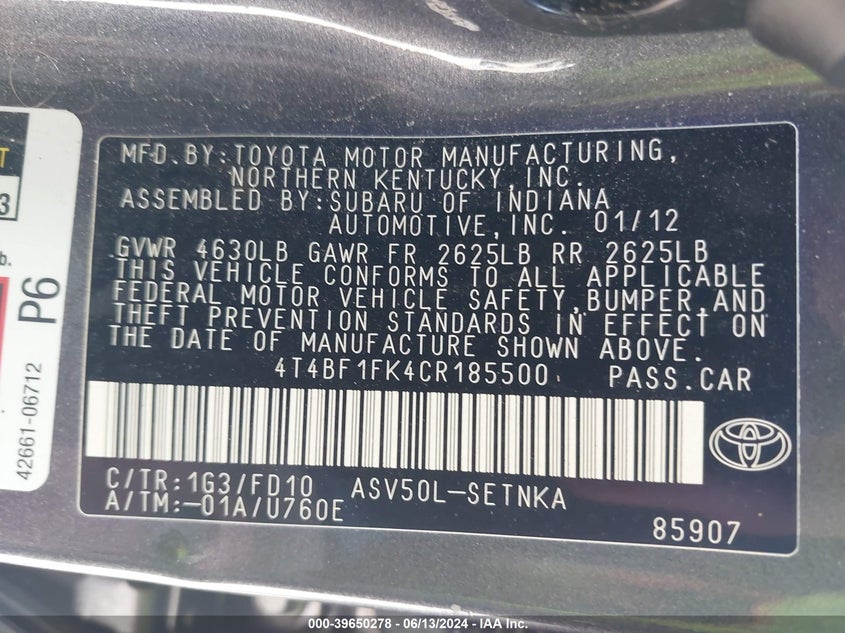 MFD.BY:TOYOTA MOTOR MANUFACTURING,
NORTHERN KENTUCKY,INC.
ASSEMBLED BY:SUBARU OF INDIANA
AUTOMOTIVE,INC. 01/12
GVWR 4630LB GAWR FR 2625LB RR 2625LB
THIS VEHICLE CONFORMS TO ALL APPLICABLE
FEDERAL MOTOR VEHICLE SAFETY,BUMPER,AND
THEFT PREVENTION STANDARDS IN EFFECT ON
THE DATE OF MANUFACTURE SHOWN ABOVE.
4T4BF1FK4CR185500 PASS.CAR
C/TR:1G3/FD10 ASV50L-SETNKA
A/TM:-01A/U760E
85907
T
3
b.
P6
42661-06712
000-39650278 - 06/13/2024 - IAAI.COM